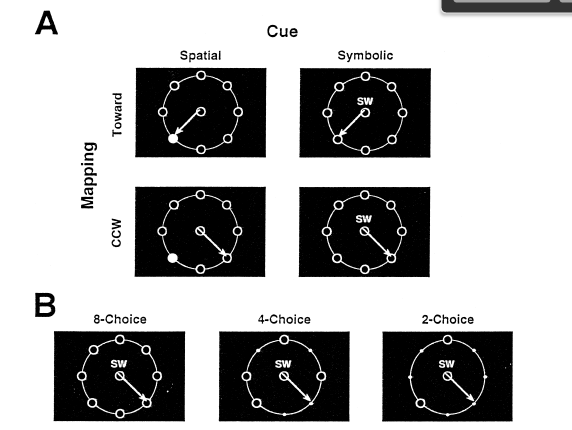 A
Cue
Spatial Symbolic
Mapping
Toward
SW
CCW
SW
B
8-Choice 4-Choice 2-Choice
SW SW SW